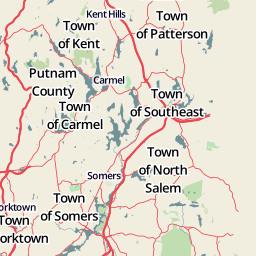 Kent Hills
Town
of Kent
Town
of Patterson
Putnam
County
Carmel
Town
of Southeast
Town
of Carmel
Town
of North
Salem
Somers
Town
of Somers
orktown
Town
orktown